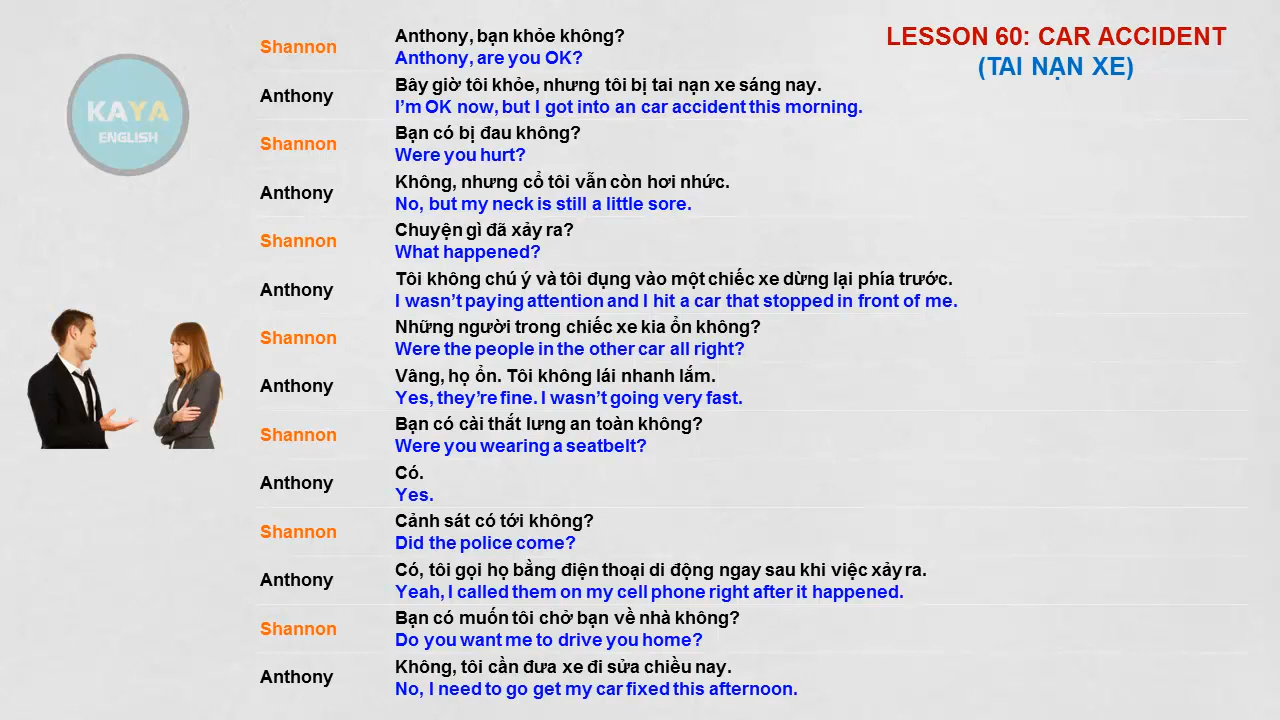 LESSON 60: CAR ACCIDENT
(TAI NẠN XE)
KAYA
ENGLISH
Shannon
Anthony, bạn khỏe không?
Anthony, are you OK?
Anthony
Bây giờ tôi khỏe, nhưng tôi bị tai nạn xe sáng nay.
I'm OK now, but I got into an car accident this morning.
Shannon
Bạn có bị đau không?
Were you hurt?
Anthony
Không, nhưng cổ tôi vẫn còn hơi nhức.
No, but my neck is still a little sore.
Shannon
Chuyện gì đã xảy ra?
What happened?
Anthony
Tôi không chú ý và tôi đụng vào một chiếc xe dừng lại phía trước.
I wasn't paying attention and I hit a car that stopped in front of me.
Shannon
Những người trong chiếc xe kia ổn không?
Were the people in the other car all right?
Anthony
Vâng, họ ổn. Tôi không lái nhanh lắm.
Yes, they're fine. I wasn't going very fast.
Shannon
Bạn có cài thắt lưng an toàn không?
Were you wearing a seatbelt?
Anthony
Có.
Yes.
Shannon
Cảnh sát có tới không?
Did the police come?
Anthony
Có, tôi gọi họ bằng điện thoại di động ngay sau khi việc xảy ra.
Yeah, I called them on my cell phone right after it happened.
Shannon
Bạn có muốn tôi chở bạn về nhà không?
Do you want me to drive you home?
Anthony
Không, tôi cần đưa xe đi sửa chiều nay.
No, I need to go get my car fixed this afternoon.